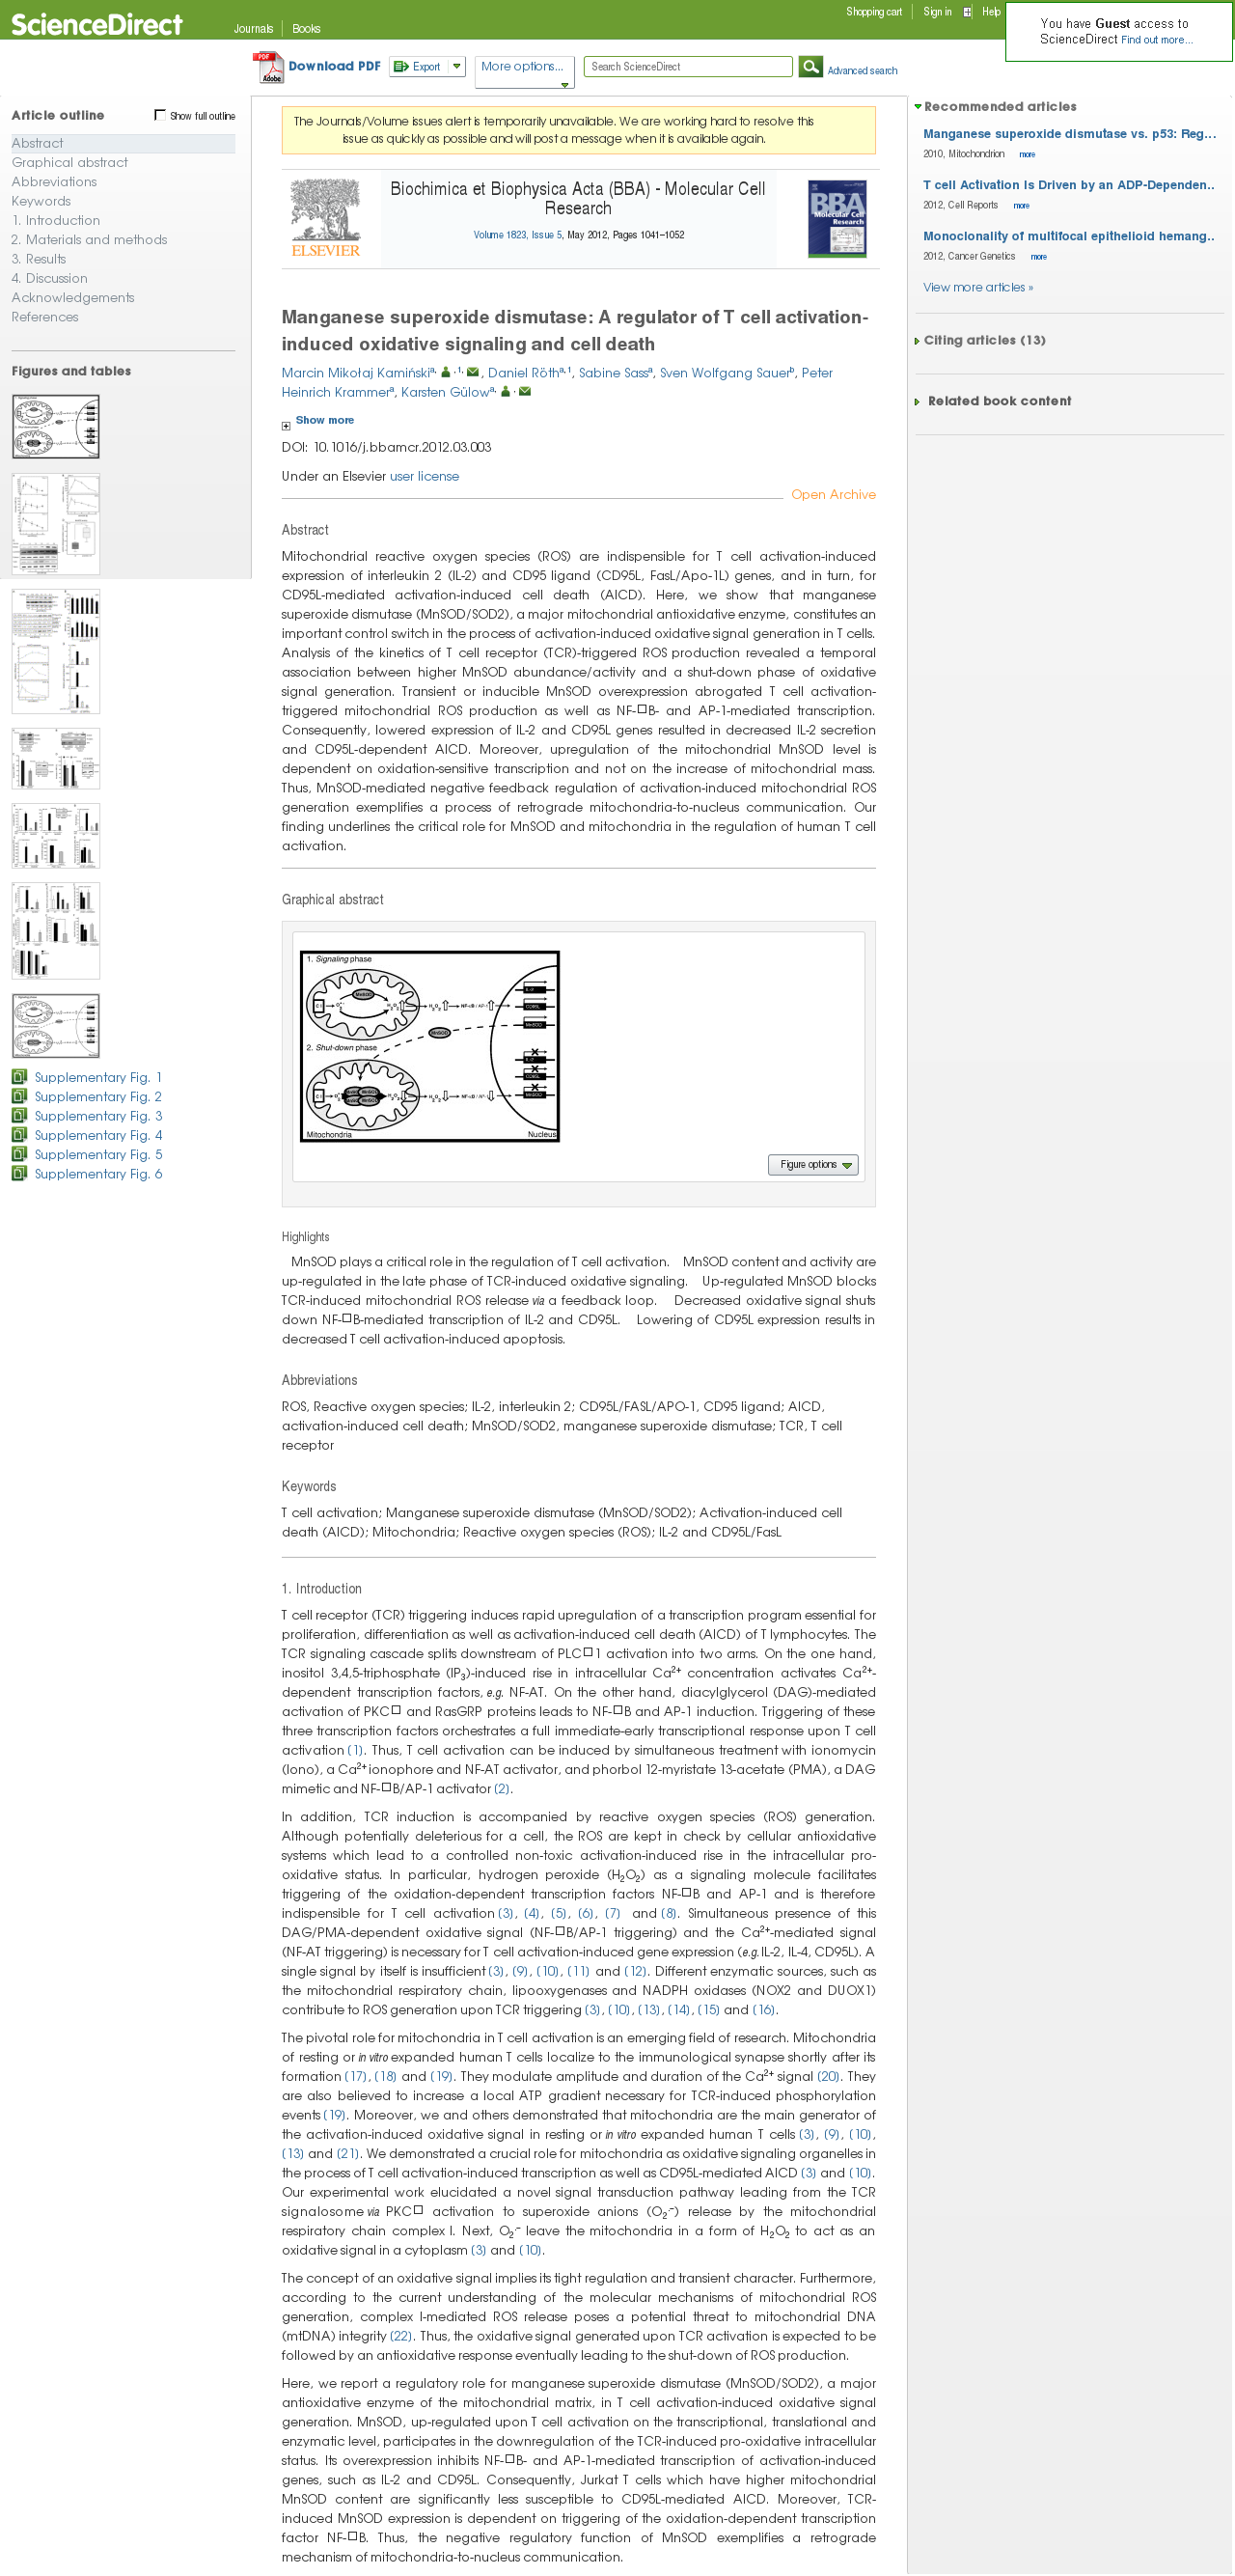 ScienceDirect
Journals Books
Shopping cart Sign in Help
You have Guest access to
ScienceDirect Find out more...
Download PDF Export More options... Search ScienceDirect Advanced search
Article outline Show full outline
Abstract
Graphical abstract
Abbreviations
Keywords
1. Introduction
2. Materials and methods
3. Results
4. Discussion
Acknowledgements
References
Figures and tables
Supplementary Fig. 1
Supplementary Fig. 2
Supplementary Fig. 3
Supplementary Fig. 4
Supplementary Fig. 5
Supplementary Fig. 6
The Journals/Volume issues alert is temporarily unavailable. We are working hard to resolve this
issue as quickly as possible and will post a message when it is available again.
ELSEVIER
Biochimica et Biophysica Acta (BBA) - Molecular Cell
Research
Volume 1823, Issue 5, May 2012, Pages 1041–1052
BBA
Molecular Cell
Research
Manganese superoxide dismutase: A regulator of T cell activation-
induced oxidative signaling and cell death
Marcin Mikołaj Kamińskia, , 1, , Daniel Rötha, 1, Sabine Sassa, Sven Wolfgang Sauerb, Peter
Heinrich Krammera, Karsten Gülowa, ,
Show more
DOI: 10.1016/j.bbamcr.2012.03.003
Under an Elsevier user license
Open Archive
Abstract
Mitochondrial reactive oxygen species (ROS) are indispensible for T cell activation-induced
expression of interleukin 2 (IL-2) and CD95 ligand (CD95L, FasL/Apo-1L) genes, and in turn, for
CD95L-mediated activation-induced cell death (AICD). Here, we show that manganese
superoxide dismutase (MnSOD/SOD2), a major mitochondrial antioxidative enzyme, constitutes an
important control switch in the process of activation-induced oxidative signal generation in T cells.
Analysis of the kinetics of T cell receptor (TCR)-triggered ROS production revealed a temporal
association between higher MnSOD abundance/activity and a shut-down phase of oxidative
signal generation. Transient or inducible MnSOD overexpression abrogated T cell activation-
triggered mitochondrial ROS production as well as NF-□B- and AP-1-mediated transcription.
Consequently, lowered expression of IL-2 and CD95L genes resulted in decreased IL-2 secretion
and CD95L-dependent AICD. Moreover, upregulation of the mitochondrial MnSOD level is
dependent on oxidation-sensitive transcription and not on the increase of mitochondrial mass.
Thus, MnSOD-mediated negative feedback regulation of activation-induced mitochondrial ROS
generation exemplifies a process of retrograde mitochondria-to-nucleus communication. Our
finding underlines the critical role for MnSOD and mitochondria in the regulation of human T cell
activation.
Graphical abstract
1. Signaling phase
MnSOD
IL-2
CD95L
MnSOD
MnSOD
2. Shut-down phase
IL-2
CD95L
MnSOD
Mitochondria Nucleus
Figure options
Highlights
MnSOD plays a critical role in the regulation of T cell activation. MnSOD content and activity are
up-regulated in the late phase of TCR-induced oxidative signaling. Up-regulated MnSOD blocks
TCR-induced mitochondrial ROS release via a feedback loop. Decreased oxidative signal shuts
down NF-□B-mediated transcription of IL-2 and CD95L. Lowering of CD95L expression results in
decreased T cell activation-induced apoptosis.
Abbreviations
ROS, Reactive oxygen species; IL-2, interleukin 2; CD95L/FASL/APO-1, CD95 ligand; AICD,
activation-induced cell death; MnSOD/SOD2, manganese superoxide dismutase; TCR, T cell
receptor
Keywords
T cell activation; Manganese superoxide dismutase (MnSOD/SOD2); Activation-induced cell
death (AICD); Mitochondria; Reactive oxygen species (ROS); IL-2 and CD95L/FasL
1. Introduction
T cell receptor (TCR) triggering induces rapid upregulation of a transcription program essential for
proliferation, differentiation as well as activation-induced cell death (AICD) of T lymphocytes. The
TCR signaling cascade splits downstream of PLC□1 activation into two arms. On the one hand,
inositol 3,4,5-triphosphate (IP3)-induced rise in intracellular Ca2+ concentration activates Ca2+-
dependent transcription factors, e.g. NF-AT. On the other hand, diacylglycerol (DAG)-mediated
activation of PKC□ and RasGRP proteins leads to NF-□B and AP-1 induction. Triggering of these
three transcription factors orchestrates a full immediate-early transcriptional response upon T cell
activation [1]. Thus, T cell activation can be induced by simultaneous treatment with ionomycin
(Iono), a Ca2+ ionophore and NF-AT activator, and phorbol 12-myristate 13-acetate (PMA), a DAG
mimetic and NF-□B/AP-1 activator [2].
In addition, TCR induction is accompanied by reactive oxygen species (ROS) generation.
Although potentially deleterious for a cell, the ROS are kept in check by cellular antioxidative
systems which lead to a controlled non-toxic activation-induced rise in the intracellular pro-
oxidative status. In particular, hydrogen peroxide (H2O2) as a signaling molecule facilitates
triggering of the oxidation-dependent transcription factors NF-□B and AP-1 and is therefore
indispensible for T cell activation [3], [4], [5], [6], [7] and [8]. Simultaneous presence of this
DAG/PMA-dependent oxidative signal (NF-□B/AP-1 triggering) and the Ca2+-mediated signal
(NF-AT triggering) is necessary for T cell activation-induced gene expression (e.g. IL-2, IL-4, CD95L). A
single signal by itself is insufficient [3], [9], [10], [11] and [12]. Different enzymatic sources, such as
the mitochondrial respiratory chain, lipooxygenases and NADPH oxidases (NOX2 and DUOX1)
contribute to ROS generation upon TCR triggering [3], [10], [13], [14], [15] and [16].
The pivotal role for mitochondria in T cell activation is an emerging field of research. Mitochondria
of resting or in vitro expanded human T cells localize to the immunological synapse shortly after its
formation [17], [18] and [19]. They modulate amplitude and duration of the Ca2+ signal [20]. They
are also believed to increase a local ATP gradient necessary for TCR-induced phosphorylation
events [19]. Moreover, we and others demonstrated that mitochondria are the main generator of
the activation-induced oxidative signal in resting or in vitro expanded human T cells [3], [9], [10],
[13] and [21]. We demonstrated a crucial role for mitochondria as oxidative signaling organelles in
the process of T cell activation-induced transcription as well as CD95L-mediated AICD [3] and [10].
Our experimental work elucidated a novel signal transduction pathway leading from the TCR
signalosome via PKC□ activation to superoxide anions (O2·−) release by the mitochondrial
respiratory chain complex I. Next, O2·− leave the mitochondria in a form of H2O2 to act as an
oxidative signal in a cytoplasm [3] and [10].
The concept of an oxidative signal implies its tight regulation and transient character. Furthermore,
according to the current understanding of the molecular mechanisms of mitochondrial ROS
generation, complex I-mediated ROS release poses a potential threat to mitochondrial DNA
(mtDNA) integrity [22]. Thus, the oxidative signal generated upon TCR activation is expected to be
followed by an antioxidative response eventually leading to the shut-down of ROS production.
Here, we report a regulatory role for manganese superoxide dismutase (MnSOD/SOD2), a major
antioxidative enzyme of the mitochondrial matrix, in T cell activation-induced oxidative signal
generation. MnSOD, up-regulated upon T cell activation on the transcriptional, translational and
enzymatic level, participates in the downregulation of the TCR-induced pro-oxidative intracellular
status. Its overexpression inhibits NF-□B- and AP-1-mediated transcription of activation-induced
genes, such as IL-2 and CD95L. Consequently, Jurkat T cells which have higher mitochondrial
MnSOD content are significantly less susceptible to CD95L-mediated AICD. Moreover, TCR-
induced MnSOD expression is dependent on triggering of the oxidation-dependent transcription
factor NF-□B. Thus, the negative regulatory function of MnSOD exemplifies a retrograde
mechanism of mitochondria-to-nucleus communication.
Recommended articles
Manganese superoxide dismutase vs. p53: Reg...
2010, Mitochondrion more
T cell Activation Is Driven by an ADP-Dependen..
2012, Cell Reports more
Monoclonality of multifocal epithelioid hemang..
2012, Cancer Genetics more
View more articles »
Citing articles (13)
Related book content